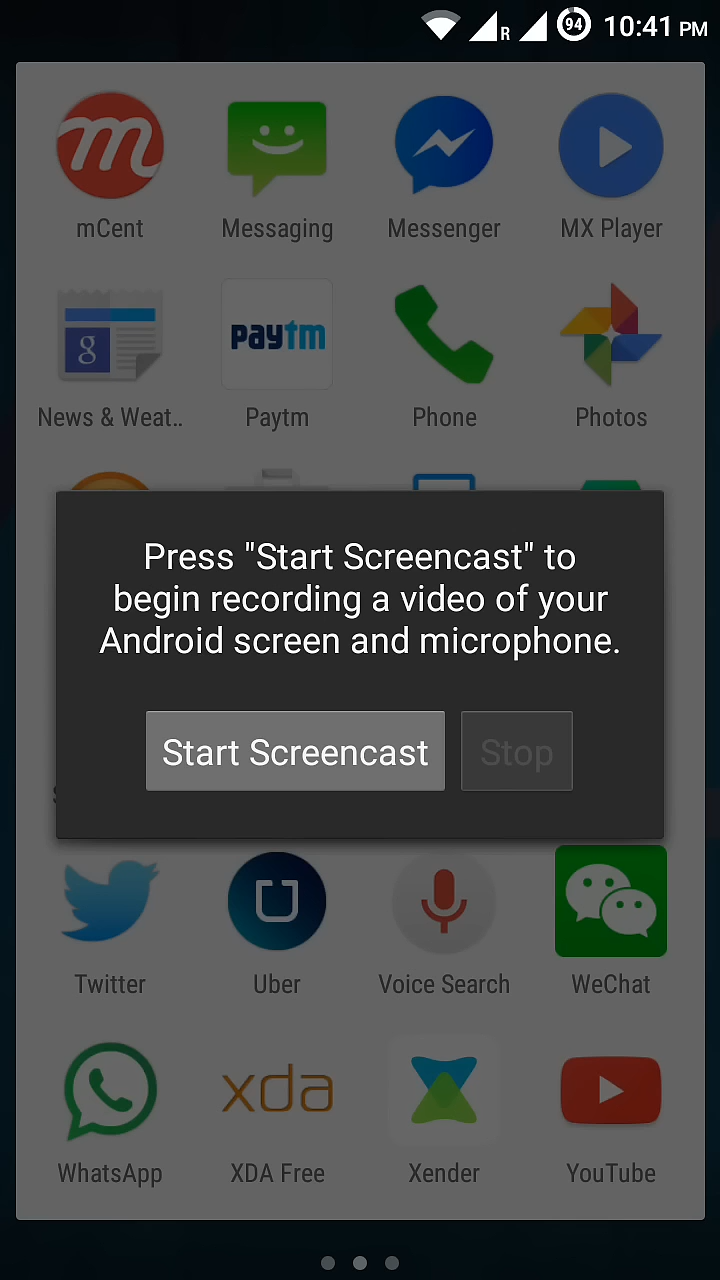 R 94 10:41 PM
mCent Messaging Messenger MX Player
g paytm
News & Weat.. Paytm Phone Photos
Press "Start Screencast" to
begin recording a video of your
Android screen and microphone.
Start Screencast Stop
Twitter Uber Voice Search WeChat
xda
WhatsApp XDA Free Xender YouTube